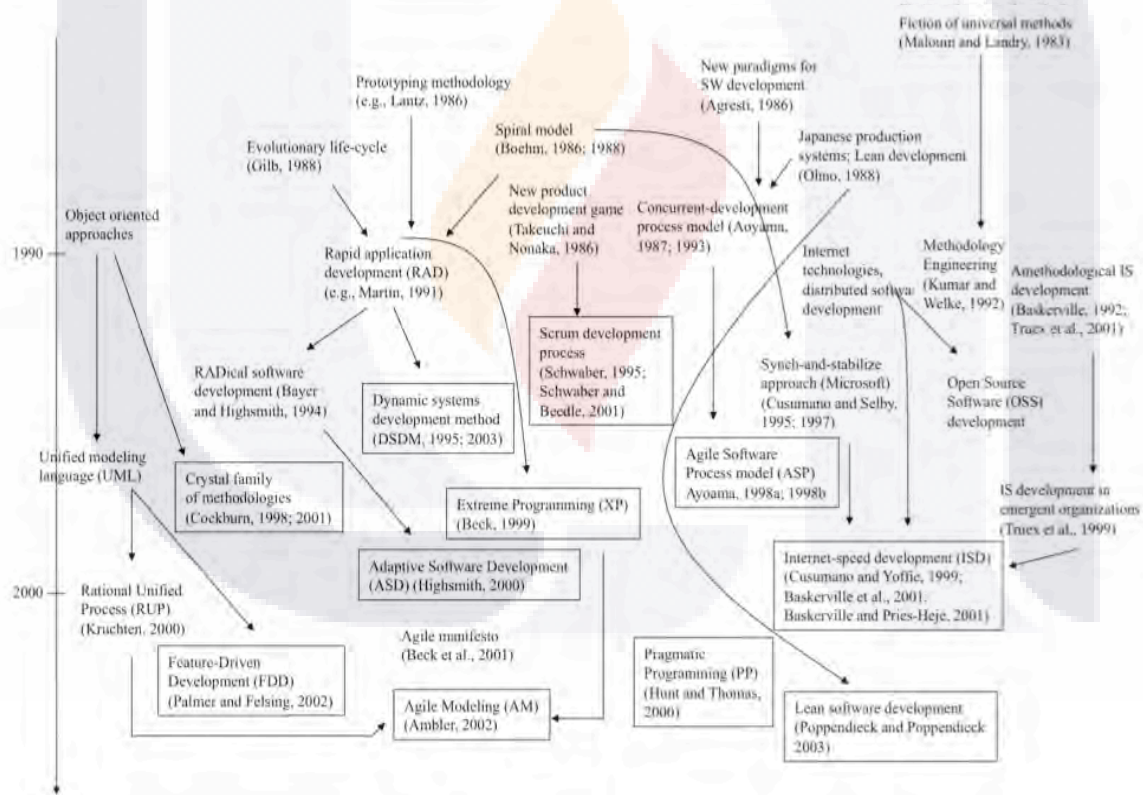 Fiction of universal methods
(Malouin and Landry, 1983)
New paradigms for
SW development
(Agresti, 1986)
Prototyping methodology
(e.g., Lantz, 1986)
Spiral model
(Boehm, 1986; 1988)
Japanese production
systems; Lean development
(Ohno, 1988)
Evolutionary life-cycle
(Gilb, 1988)
New product
development game
(Takeuchi and
Nonaka, 1986)
Concurrent-development
process model (Aoyama,
1987; 1993)
Object oriented
approaches
1990
Rapid application
development (RAD)
(e.g., Martin, 1991)
Internet
technologies,
distributed software
development
Methodology
Engineering
(Kumar and
Welke, 1992)
Amethodological IS
development
(Baskerville, 1992;
Truex et al., 2001)
Scrum development
process
(Schwaber, 1995;
Schwaber and
Beedle, 2001)
RADical software
development (Bayer
and Highsmith, 1994)
Dynamic systems
development method
(DSDM, 1995; 2003)
Synch-and-stabilize
approach (Microsoft)
(Cusumano and Selby,
1995; 1997)
Open Source
Software (OSS)
development
Unified modeling
language (UML)
Crystal family
of methodologies
(Cockburn, 1998; 2001)
Agile Software
Process model (ASP)
Ayoama, 1998a; 1998b
Extreme Programming (XP)
(Beck, 1999)
IS development in
emergent organizations
(Truex et al., 1999)
Adaptive Software Development
(ASD) (Highsmith, 2000)
Internet-speed development (ISD)
(Cusumano and Yoffie, 1999;
Baskerville et al., 2001.
Baskerville and Pries-Heje, 2001)
2000
Rational Unified
Process (RUP)
(Kruchten, 2000)
Agile manifesto
(Beck et al., 2001)
Feature-Driven
Development (FDD)
(Palmer and Felsing, 2002)
Pragmatic
Programming (PP)
(Hunt and Thomas,
2000)
Agile Modeling (AM)
(Ambler, 2002)
Lean software development
(Poppendieck and Poppendieck
2003)